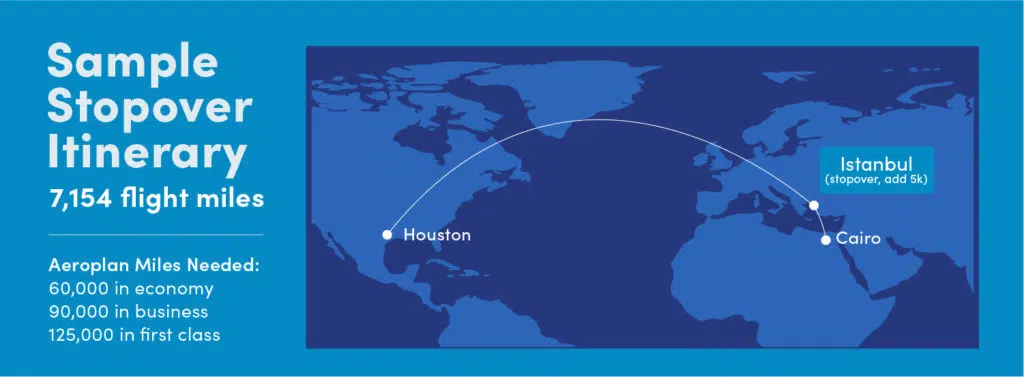 Sample
Stopover
Itinerary
7,154 flight miles
Aeroplan Miles Needed:
60,000 in economy
90,000 in business
125,000 in first class
Houston
Istanbul
(stopover, add 5k)
Cairo